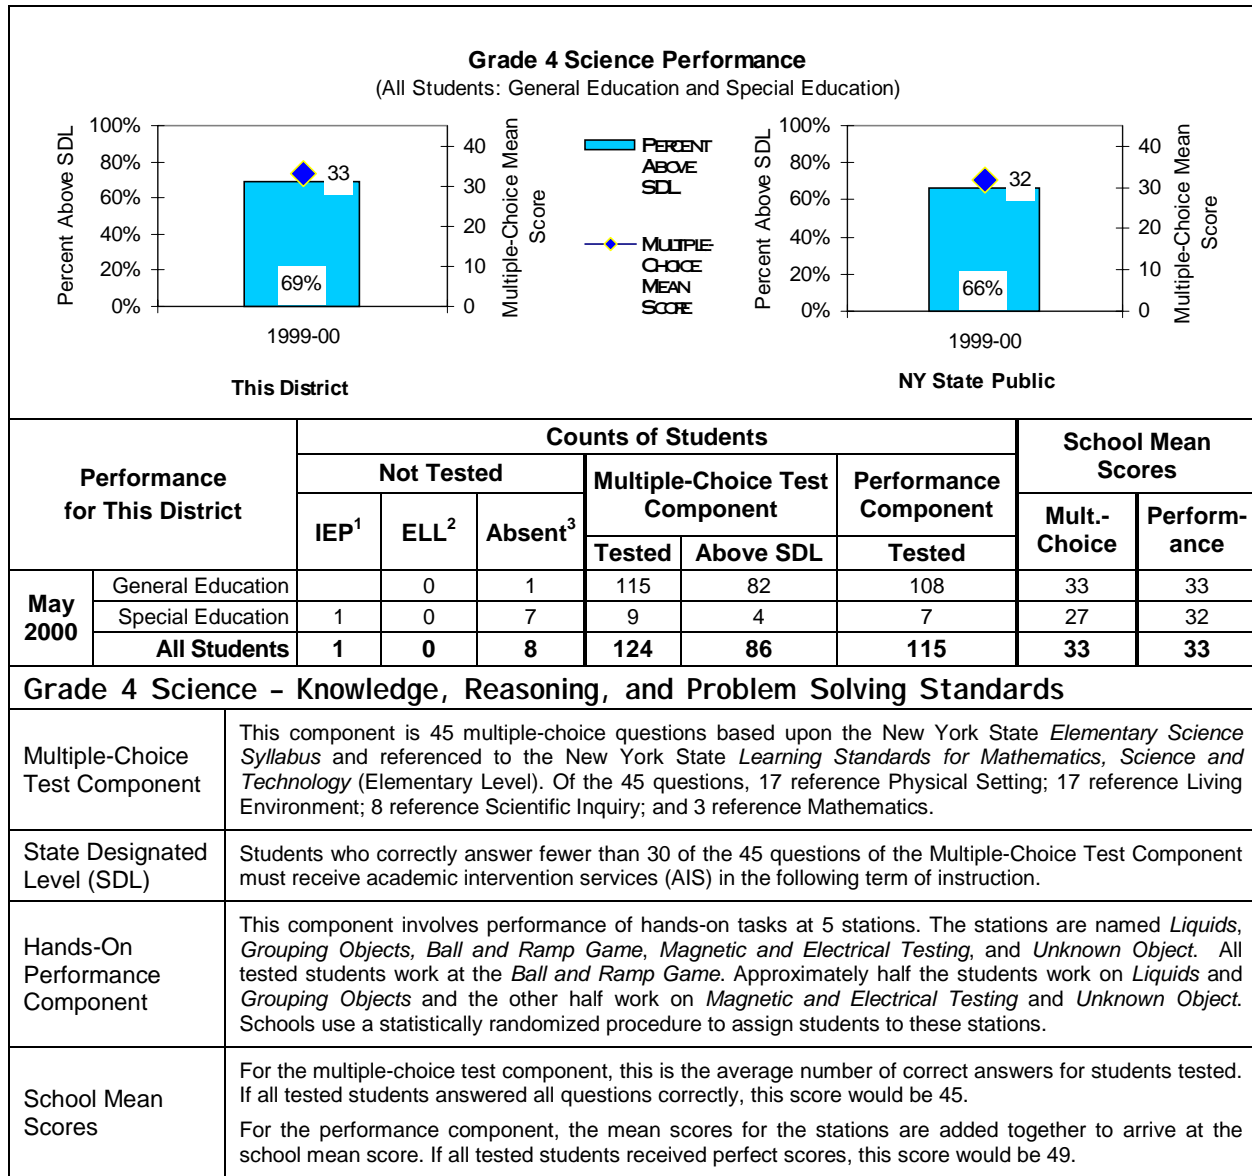 Grade 4 Science Performance
(All Students: General Education and Special Education)
Percent Above SDL
100%
80%
60%
40%
20%
0%
33
69%
40
30
20
10
0
Multiple-Choice Mean
Score
1999-00
This District
PERCENT
ABOVE
SDL
MULTIPLE-
CHOICE
MEAN
SCORE
Percent Above SDL
100%
80%
60%
40%
20%
0%
32
66%
40
30
20
10
0
Multiple-Choice Mean
Score
1999-00
NY State Public
Performance
for This District
Counts of Students
School Mean
Scores
Not Tested
Multiple-Choice Test
Component
Performance
Component
IEP1 ELL2 Absent3
Tested Above SDL Tested
Mult.-
Choice
Perform-
ance
May
2000
General Education 0 1 115 82 108 33 33
Special Education 1 0 7 9 4 7 27 32
All Students 1 0 8 124 86 115 33 33
Grade 4 Science – Knowledge, Reasoning, and Problem Solving Standards
Multiple-Choice
Test Component
This component is 45 multiple-choice questions based upon the New York State Elementary Science
Syllabus and referenced to the New York State Learning Standards for Mathematics, Science and
Technology (Elementary Level). Of the 45 questions, 17 reference Physical Setting; 17 reference Living
Environment; 8 reference Scientific Inquiry; and 3 reference Mathematics.
State Designated
Level (SDL)
Students who correctly answer fewer than 30 of the 45 questions of the Multiple-Choice Test Component
must receive academic intervention services (AIS) in the following term of instruction.
Hands-On
Performance
Component
This component involves performance of hands-on tasks at 5 stations. The stations are named Liquids,
Grouping Objects, Ball and Ramp Game, Magnetic and Electrical Testing, and Unknown Object. All
tested students work at the Ball and Ramp Game. Approximately half the students work on Liquids and
Grouping Objects and the other half work on Magnetic and Electrical Testing and Unknown Object.
Schools use a statistically randomized procedure to assign students to these stations.
School Mean
Scores
For the multiple-choice test component, this is the average number of correct answers for students tested.
If all tested students answered all questions correctly, this score would be 45.
For the performance component, the mean scores for the stations are added together to arrive at the
school mean score. If all tested students received perfect scores, this score would be 49.